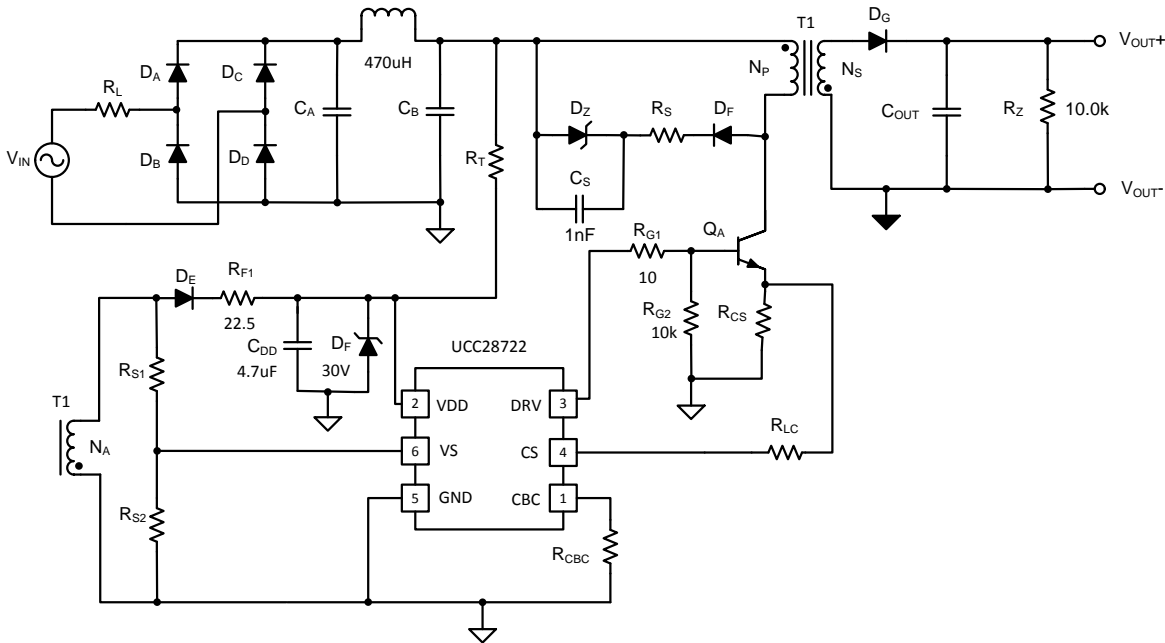 T1
D_G
V_OUT+
470uH
D_A
D_C
N_P
N_S
R_L
C_A
C_B
D_Z
R_S
D_F
C_OUT
R_Z
10.0k
V_IN
D_B
D_D
R_T
C_S
1nF
V_OUT-
R_G1
Q_A
10
D_E
R_F1
22.5
R_G2
10k
R_CS
C_DD
4.7uF
D_F
30V
UCC28722
R_S1
T1
N_A
2 VDD
DRV 3
R_LC
6 VS
CS 4
5 GND
CBC 1
R_S2
R_CBC